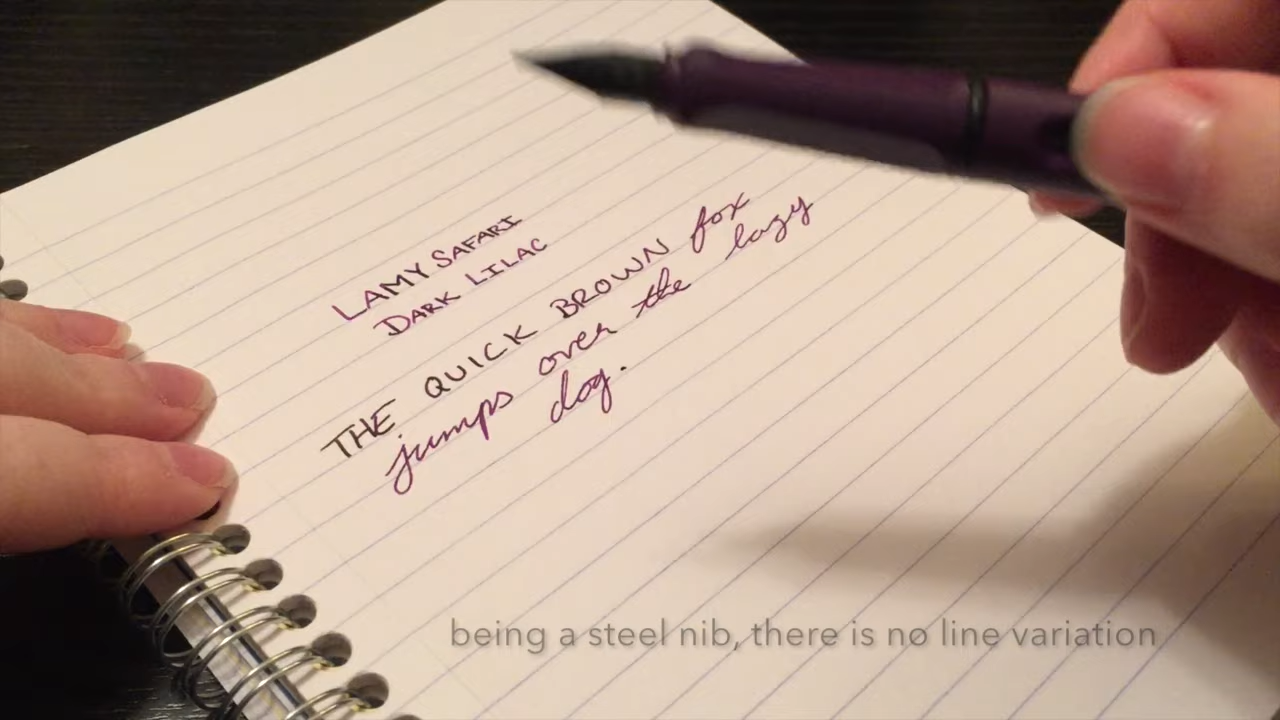 LAMY SAFARI
DARK LILAC
THE QUICK BROWN fox
jumps over the lazy
dog.
being a steel nib, there is no line variation